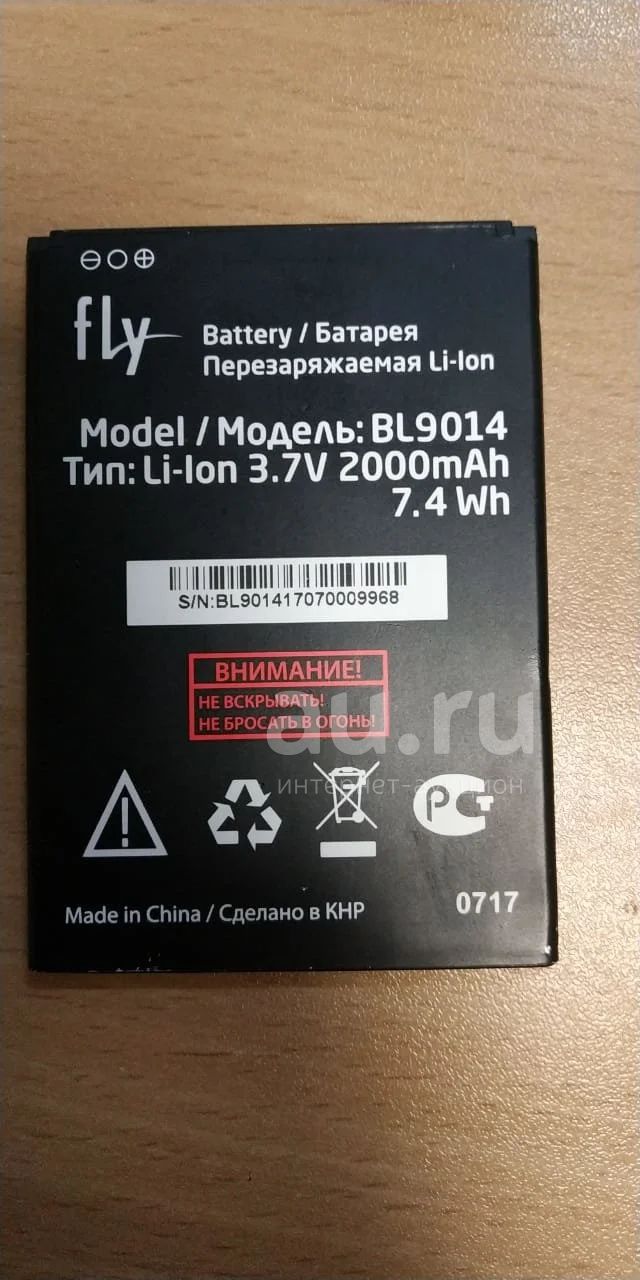 fly
Battery / Батарея
Перезаряжаемая Li-Ion
Model / Модель: BL9014
Тип: Li-Ion 3.7V 2000mAh
7.4 Wh
S/N:BL901417070009968
ВНИМАНИЕ!
НЕ ВСКРЫВАТЬ!
НЕ БРОСАТЬ В ОГОНЬ!
au.ru
интернет-аукцион
РСТ
Made in China / Сделано в КНР
0717